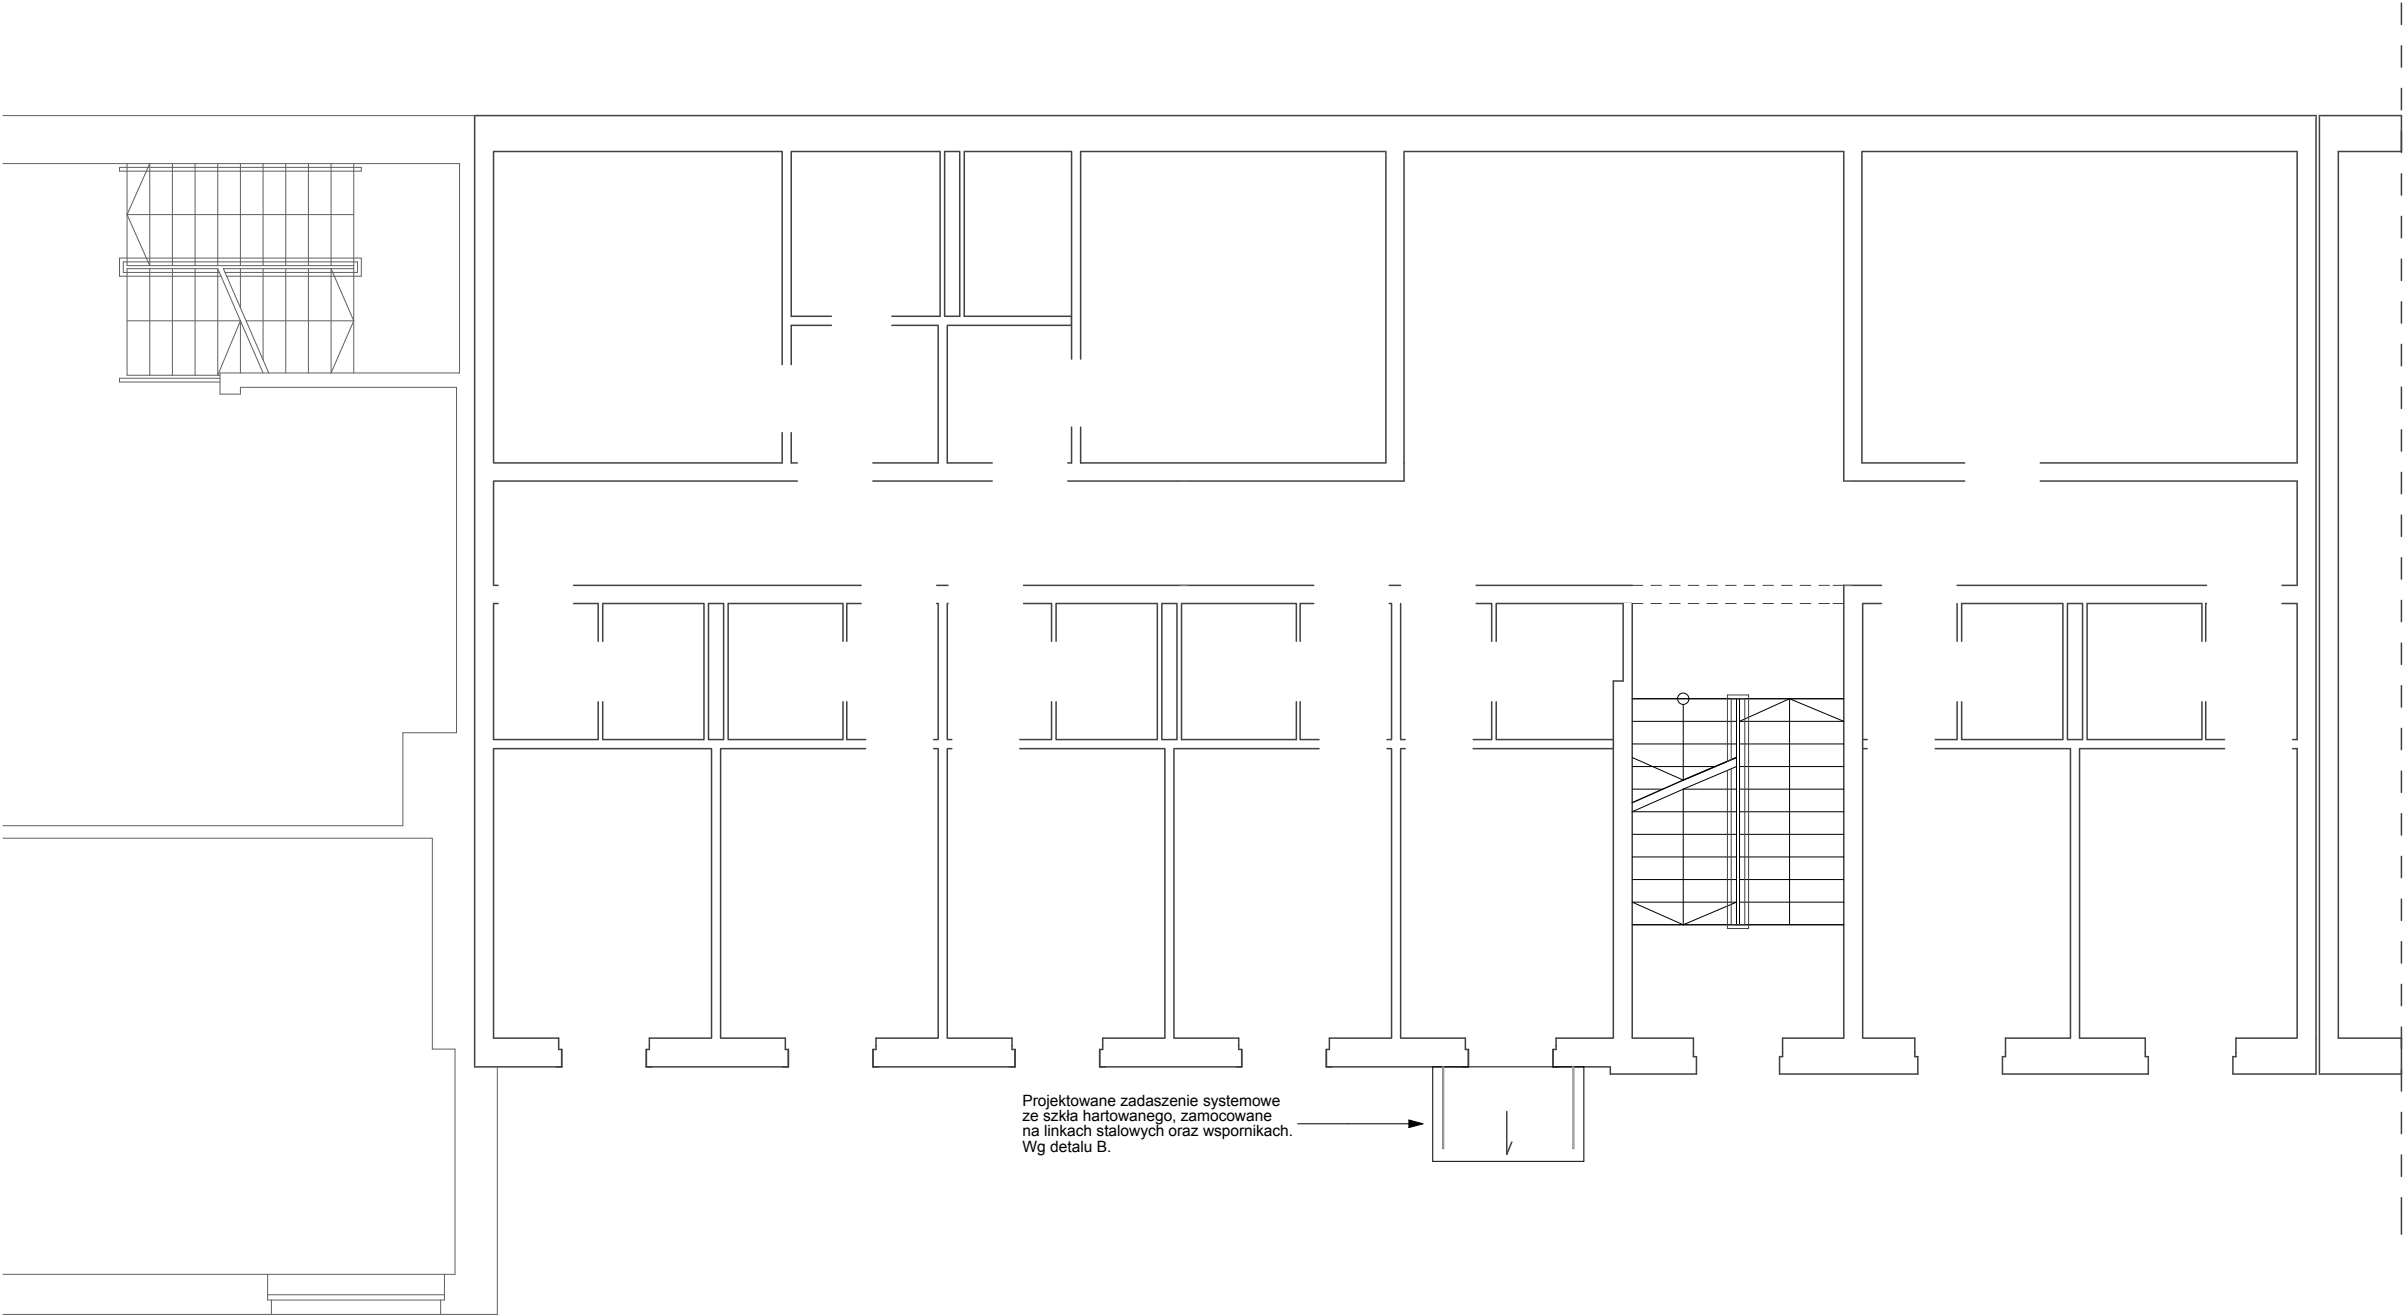 Projektowane zadaszenie systemowe
ze szkła hartowanego, zamocowane
na linkach stalowych oraz wspornikach.
Wg detalu B.